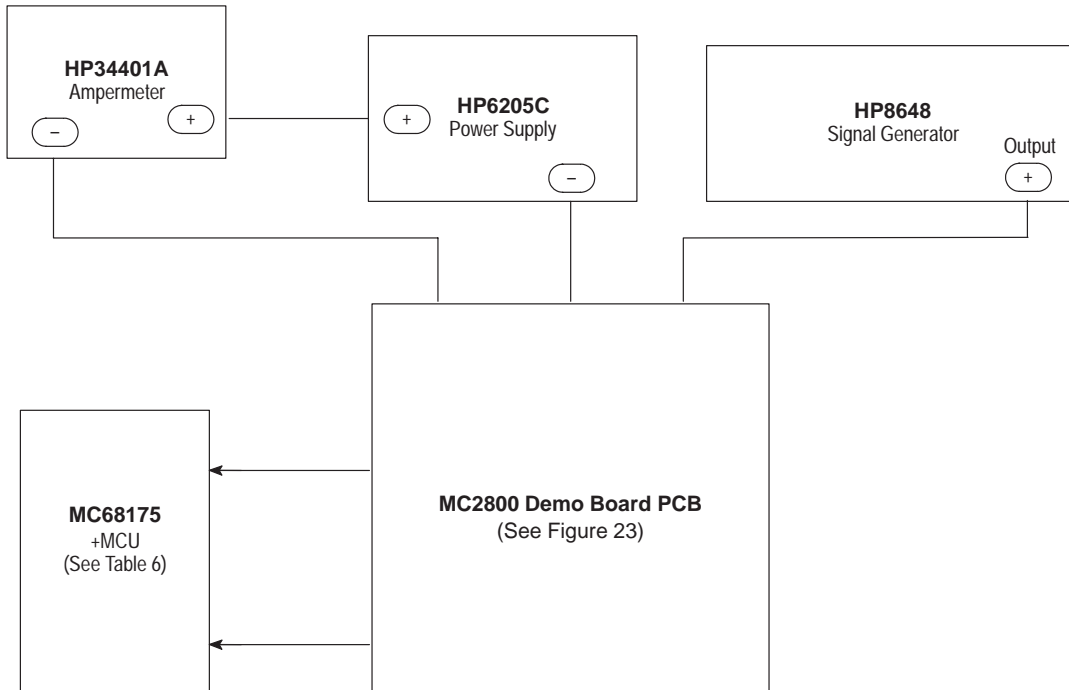 HP34401A
Ampermeter
−
+
HP6205C
+
Power Supply
−
HP8648
Signal Generator
Output
+
MC68175
+MCU
(See Table 6)
MC2800 Demo Board PCB
(See Figure 23)